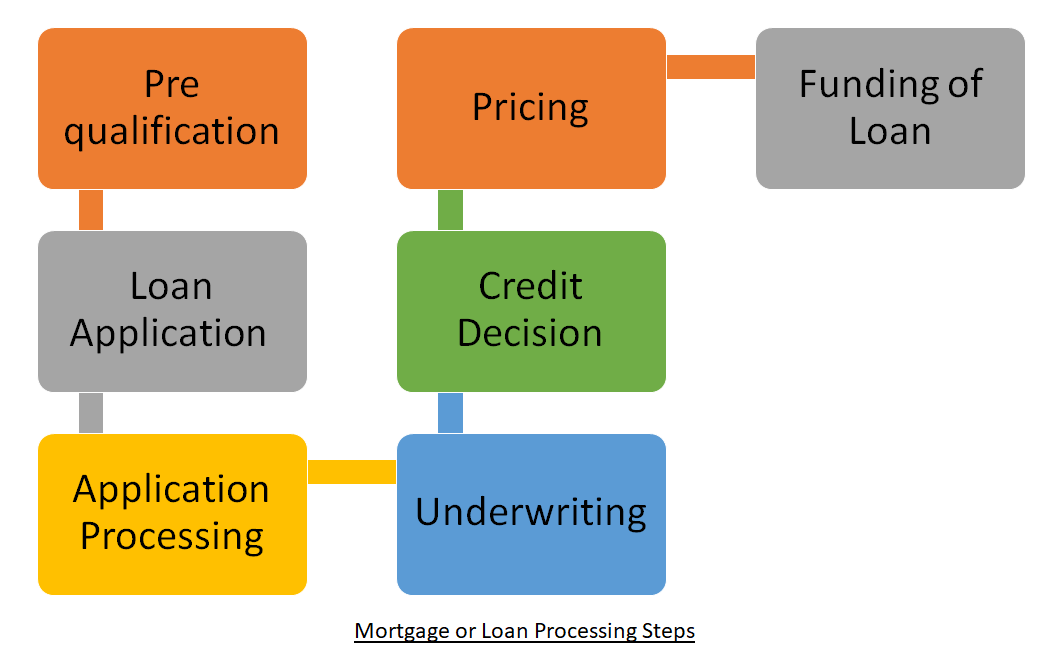 Pre
qualification
Loan
Application
Application
Processing
Underwriting
Credit
Decision
Pricing
Funding of
Loan
Mortgage or Loan Processing Steps